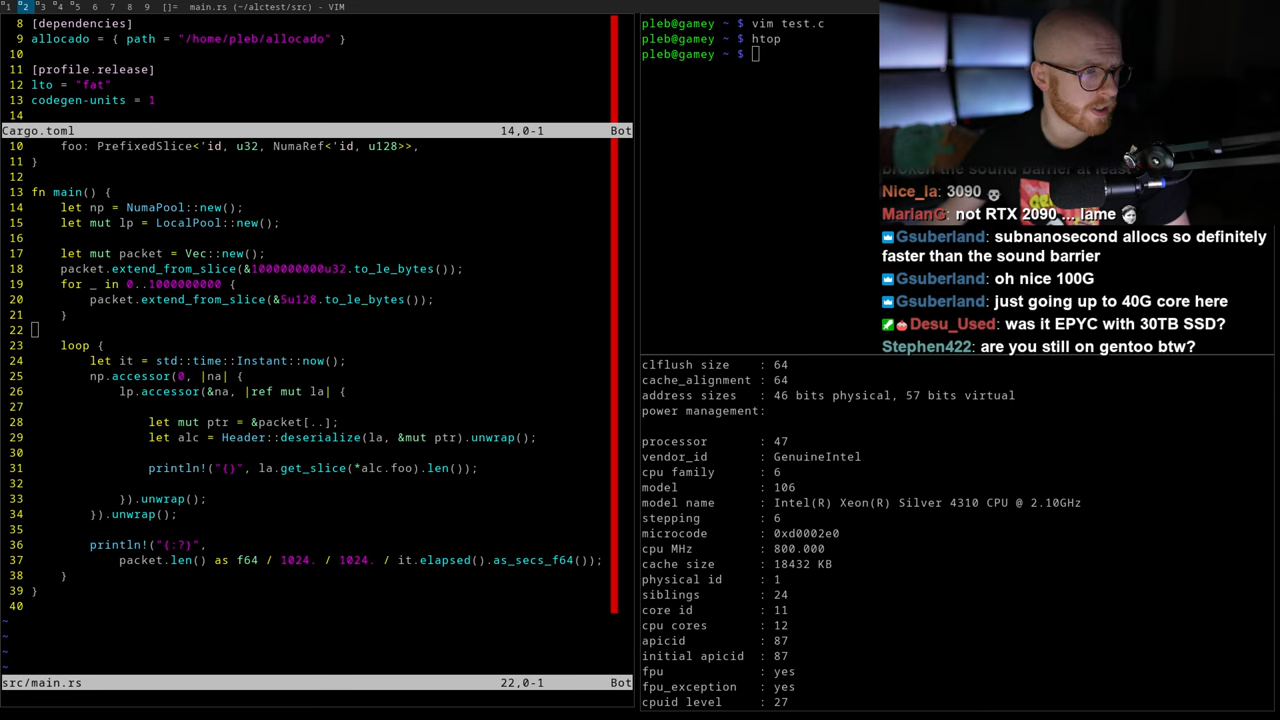 1 2 3 4 5 6 7 8 9 []= main.rs (~/alctest/src) - VIM
8 [dependencies]
9 allocado = { path = "/home/pleb/allocado" }
10
11 [profile.release]
12 lto = "fat"
13 codegen-units = 1
14
Cargo.toml 14,0-1 Bot
10 foo: PrefixedSlice<'id, u32, NumaRef<'id, u128>>,
11 }
12
13 fn main() {
14 let np = NumaPool::new();
15 let mut lp = LocalPool::new();
16
17 let mut packet = Vec::new();
18 packet.extend_from_slice(&1000000000u32.to_le_bytes());
19 for _ in 0..1000000000 {
20 packet.extend_from_slice(&5u128.to_le_bytes());
21 }
22
23 loop {
24 let it = std::time::Instant::now();
25 np.accessor(0, |na| {
26 lp.accessor(&na, |ref mut la| {
27
28 let mut ptr = &packet[..];
29 let alc = Header::deserialize(la, &mut ptr).unwrap();
30
31 println!("{}", la.get_slice(*alc.foo).len());
32
33 }).unwrap();
34 }).unwrap();
35
36 println!("{:?}",
37 packet.len() as f64 / 1024. / 1024. / it.elapsed().as_secs_f64());
38 }
39 }
40
~
~
~
~
src/main.rs 22,0-1 Bot
pleb@gamey ~ $ vim test.c
pleb@gamey ~ $ htop
pleb@gamey ~ $
broken the sound barrier at least
Nice_la: 3090
MarianG: not RTX 2090 ... lame
Gsuberland: subnanosecond allocs so definitely
faster than the sound barrier
Gsuberland: oh nice 100G
Gsuberland: just going up to 40G core here
Desu_Used: was it EPYC with 30TB SSD?
Stephen422: are you still on gentoo btw?
clflush size : 64
cache_alignment : 64
address sizes : 46 bits physical, 57 bits virtual
power management:
processor : 47
vendor_id : GenuineIntel
cpu family : 6
model : 106
model name : Intel(R) Xeon(R) Silver 4310 CPU @ 2.10GHz
stepping : 6
microcode : 0xd0002e0
cpu MHz : 800.000
cache size : 18432 KB
physical id : 1
siblings : 24
core id : 11
cpu cores : 12
apicid : 87
initial apicid : 87
fpu : yes
fpu_exception : yes
cpuid level : 27